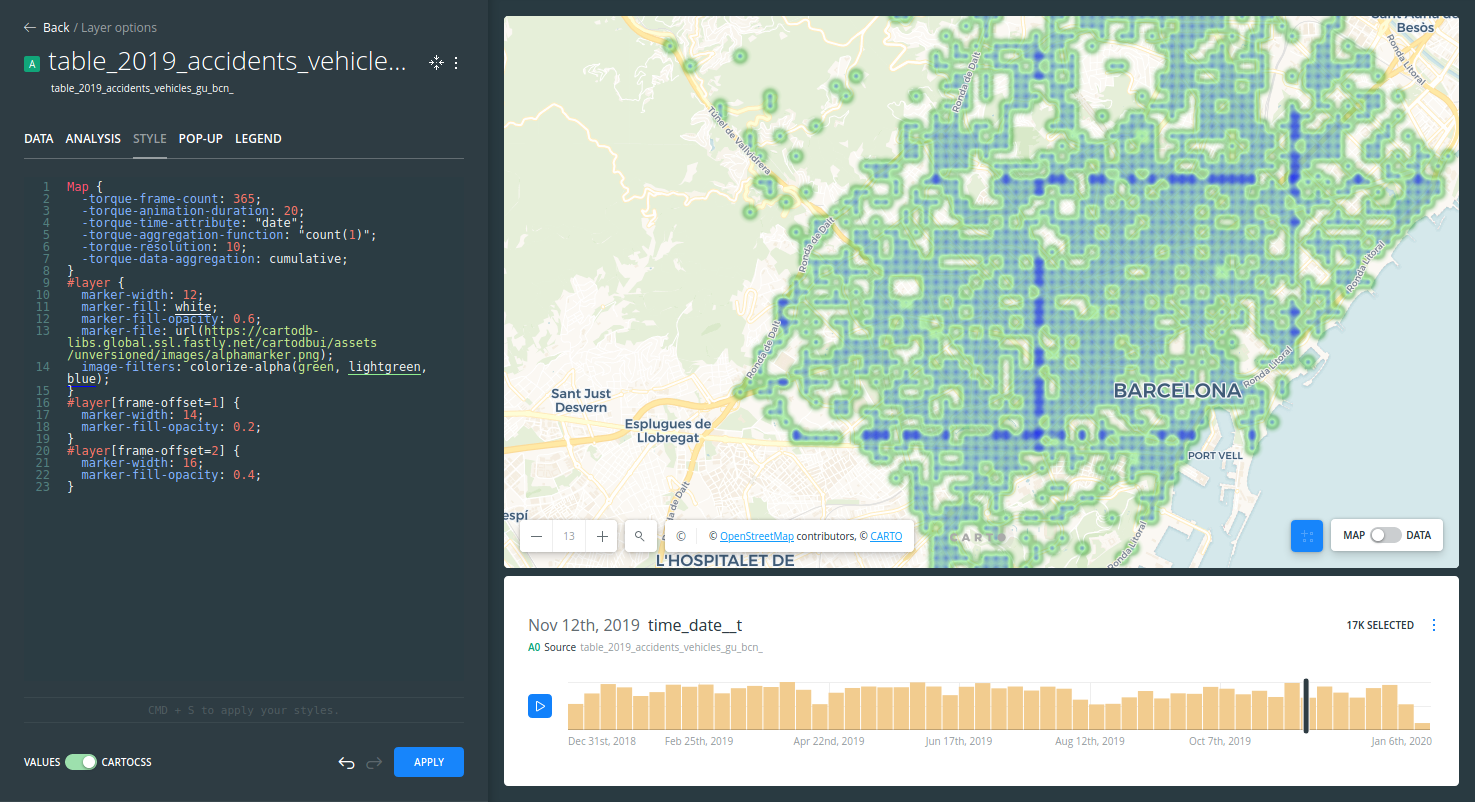 Back / Layer options
A table_2019_accidents_vehicle...
table_2019_accidents_vehicles_gu_bcn_
DATA ANALYSIS STYLE POP-UP LEGEND
1 Map {
2 -torque-frame-count: 365;
3 -torque-animation-duration: 20;
4 -torque-time-attribute: "date";
5 -torque-aggregation-function: "count(1)";
6 -torque-resolution: 10;
7 -torque-data-aggregation: cumulative;
8 }
9 #layer {
10 marker-width: 12;
11 marker-fill: white;
12 marker-fill-opacity: 0.6;
13 marker-file: url(https://cartodb-
libs.global.ssl.fastly.net/cartodbui/assets
/unversioned/images/alphamarker.png);
14 image-filters: colorize-alpha(green, lightgreen,
blue);
15 }
16 #layer[frame-offset=1] {
17 marker-width: 14;
18 marker-fill-opacity: 0.2;
19 }
20 #layer[frame-offset=2] {
21 marker-width: 16;
22 marker-fill-opacity: 0.4;
23 }
CMD + S to apply your styles.
VALUES CARTOCSS
APPLY
Sant Adrià de
Besòs
Ronda Litoral
Ronda de Dalt
Túnel de Vallvidrera
Ronda de Dalt
Ronda Litoral
Ronda de Dalt
Ronda Litoral
BARCELONA
Sant Just
Desvern
Esplugues de
Llobregat
PORT VELL
da de Dalt
espí
Ronda Litoral
13
© © OpenStreetMap contributors, © CARTO
CARTO
MAP DATA
L'HOSPITALET DE
Nov 12th, 2019 time_date__t
17K SELECTED
A0 Source table_2019_accidents_vehicles_gu_bcn_
Dec 31st, 2018 Feb 25th, 2019 Apr 22nd, 2019 Jun 17th, 2019 Aug 12th, 2019 Oct 7th, 2019 Jan 6th, 2020